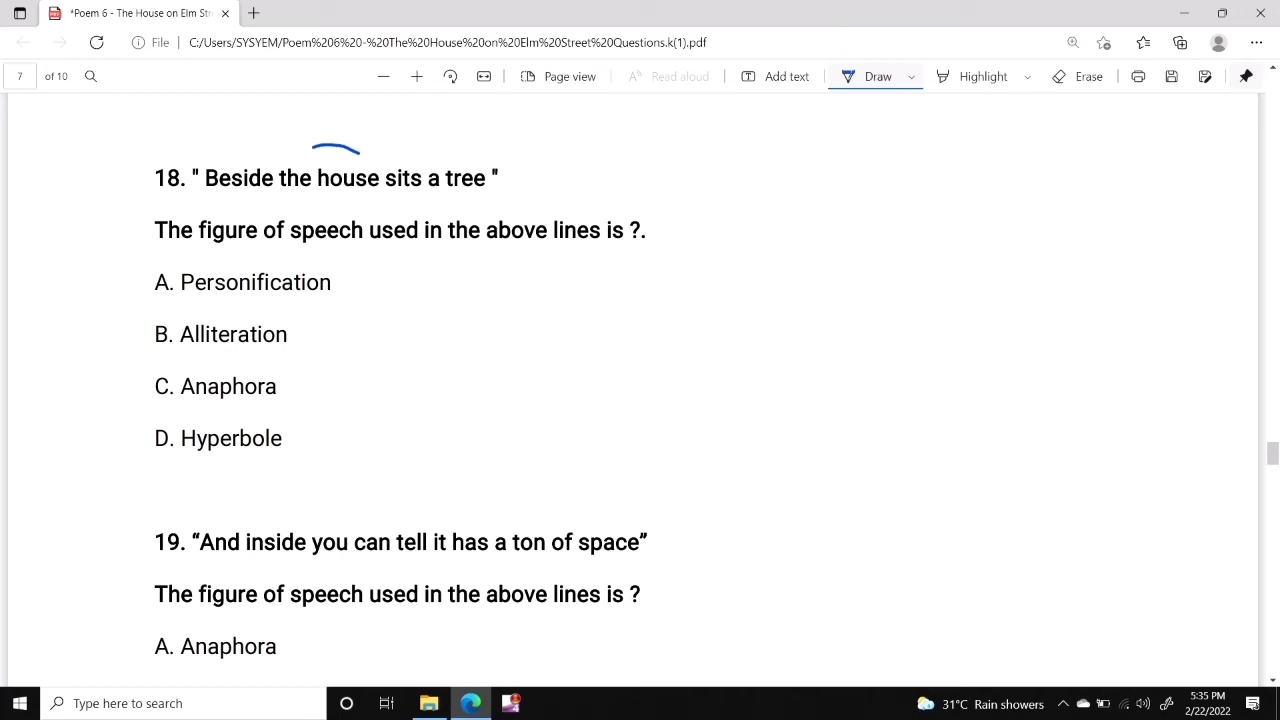 *Poem 6 - The House on Elm Str
File
C:/Users/SYSYEM/Poem%206%20-%20The%20House%20on%20Elm%20Street%20Questions.k(1).pdf
7 of 10
Page view
Read aloud
Add text
Draw
Highlight
Erase
18. " Beside the house sits a tree "
The figure of speech used in the above lines is ?.
A. Personification
B. Alliteration
C. Anaphora
D. Hyperbole
19. “And inside you can tell it has a ton of space”
The figure of speech used in the above lines is ?
A. Anaphora
Type here to search
31°C Rain showers
5:35 PM
2/22/2022